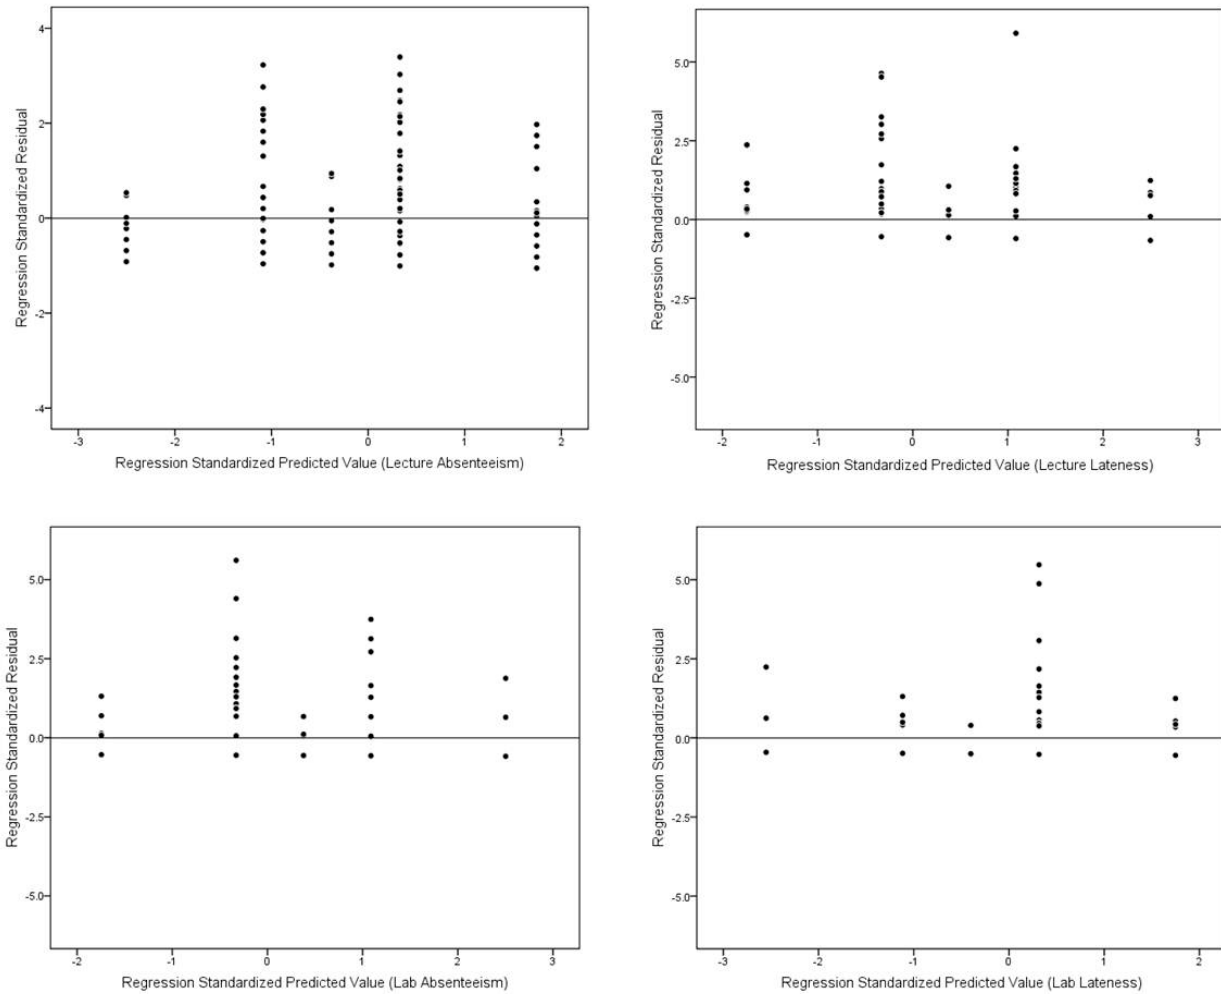 4
2
0
-2
-4
Regression Standardized Residual
-3 -2 -1 0 1 2
Regression Standardized Predicted Value (Lecture Absenteeism)
5.0
2.5
0.0
-2.5
-5.0
Regression Standardized Residual
-2 -1 0 1 2 3
Regression Standardized Predicted Value (Lecture Lateness)
5.0
2.5
0.0
-2.5
-5.0
Regression Standardized Residual
-2 -1 0 1 2 3
Regression Standardized Predicted Value (Lab Absenteeism)
5.0
2.5
0.0
-2.5
-5.0
Regression Standardized Residual
-3 -2 -1 0 1 2
Regression Standardized Predicted Value (Lab Lateness)